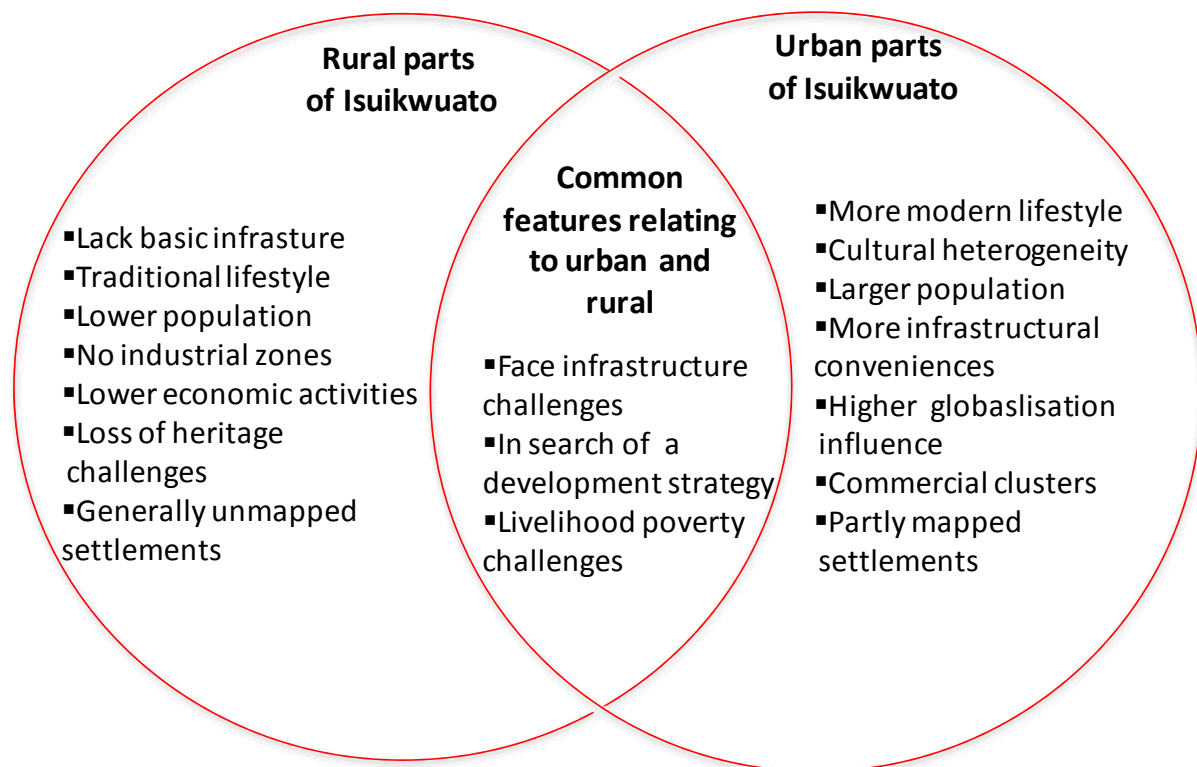 Rural parts
of Isuikwuato
▪Lack basic infrasture
▪Traditional lifestyle
▪Lower population
▪No industrial zones
▪Lower economic activities
▪Loss of heritage
challenges
▪Generally unmapped
settlements
Common
features relating
to urban and
rural
▪Face infrastructure
challenges
▪In search of a
development strategy
▪Livelihood poverty
challenges
Urban parts
of Isuikwuato
▪More modern lifestyle
▪Cultural heterogeneity
▪Larger population
▪More infrastructural
conveniences
▪Higher globaslisation
influence
▪Commercial clusters
▪Partly mapped
settlements